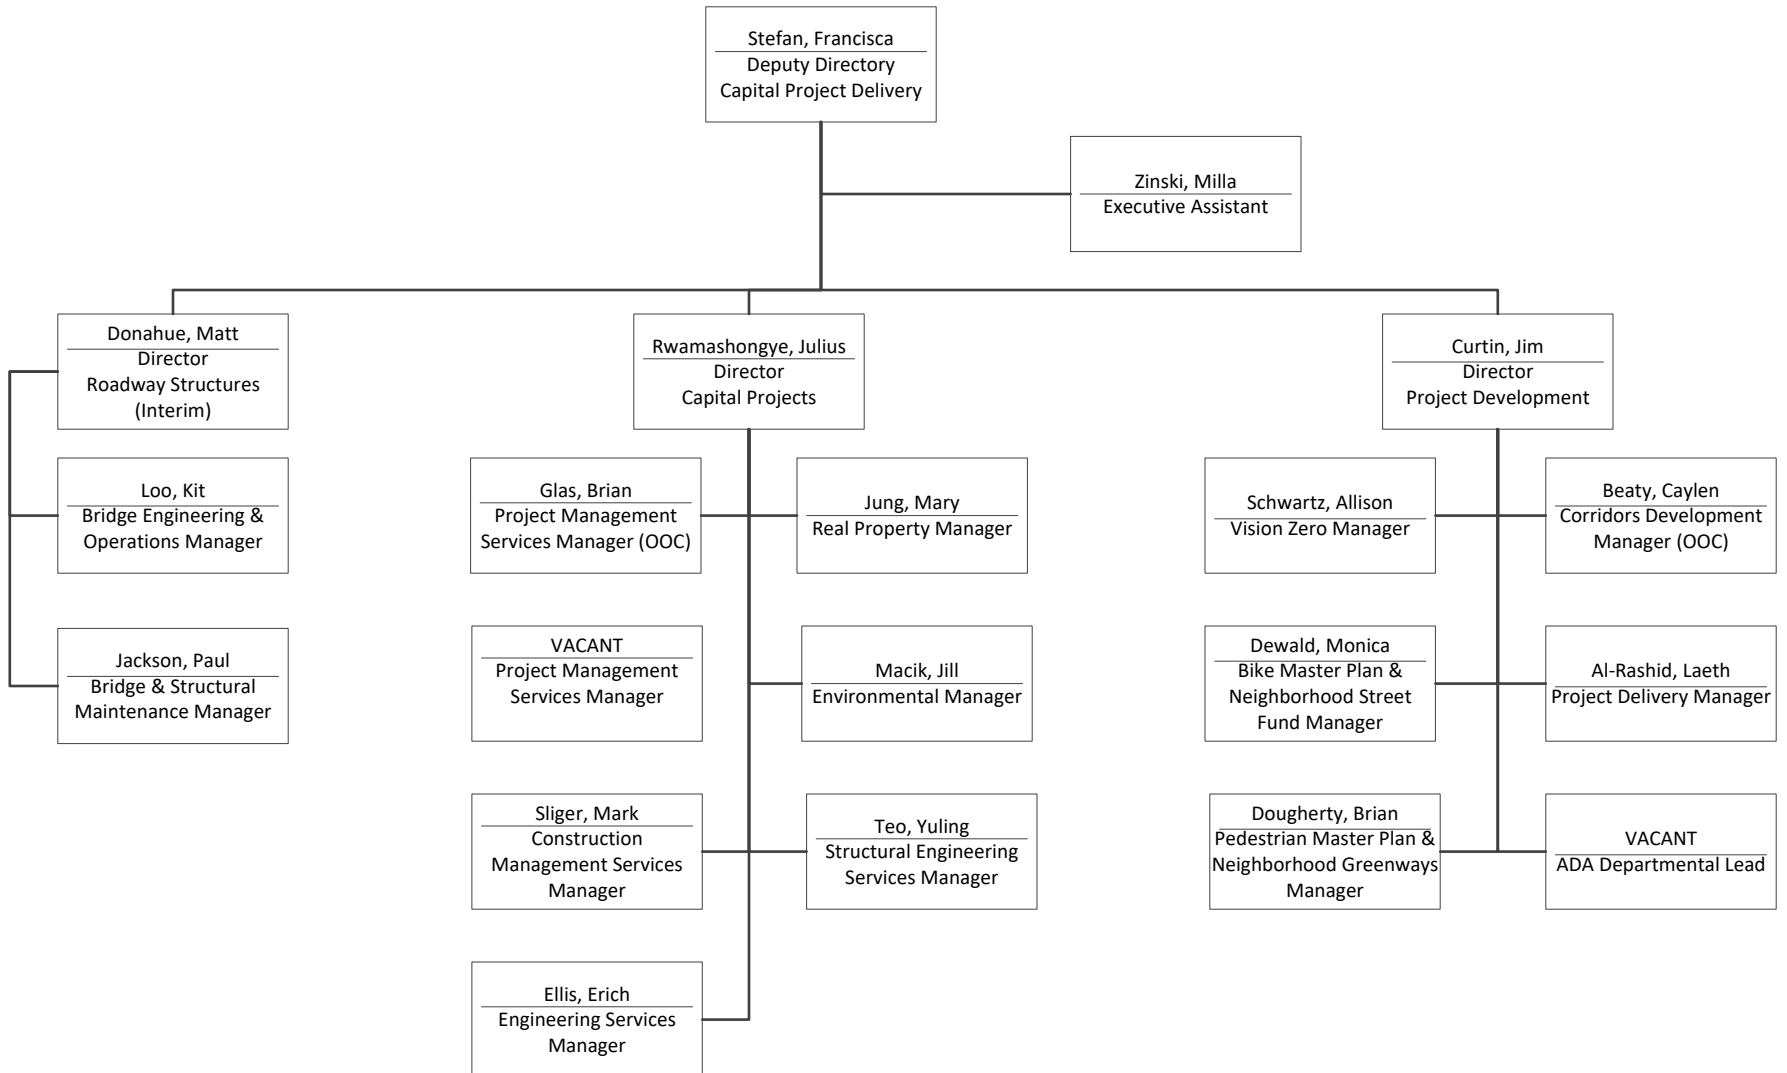 Stefan, Francisca
Deputy Directory
Capital Project Delivery
Zinski, Milla
Executive Assistant
Donahue, Matt
Director
Roadway Structures
(Interim)
Rwamashongye, Julius
Director
Capital Projects
Curtin, Jim
Director
Project Development
Loo, Kit
Bridge Engineering &
Operations Manager
Glas, Brian
Project Management
Services Manager (OOC)
Jung, Mary
Real Property Manager
Schwartz, Allison
Vision Zero Manager
Beaty, Caylen
Corridors Development
Manager (OOC)
Jackson, Paul
Bridge & Structural
Maintenance Manager
VACANT
Project Management
Services Manager
Macik, Jill
Environmental Manager
Dewald, Monica
Bike Master Plan &
Neighborhood Street
Fund Manager
Al-Rashid, Laeth
Project Delivery Manager
Sliger, Mark
Construction
Management Services
Manager
Teo, Yuling
Structural Engineering
Services Manager
Dougherty, Brian
Pedestrian Master Plan &
Neighborhood Greenways
Manager
VACANT
ADA Departmental Lead
Ellis, Erich
Engineering Services
Manager